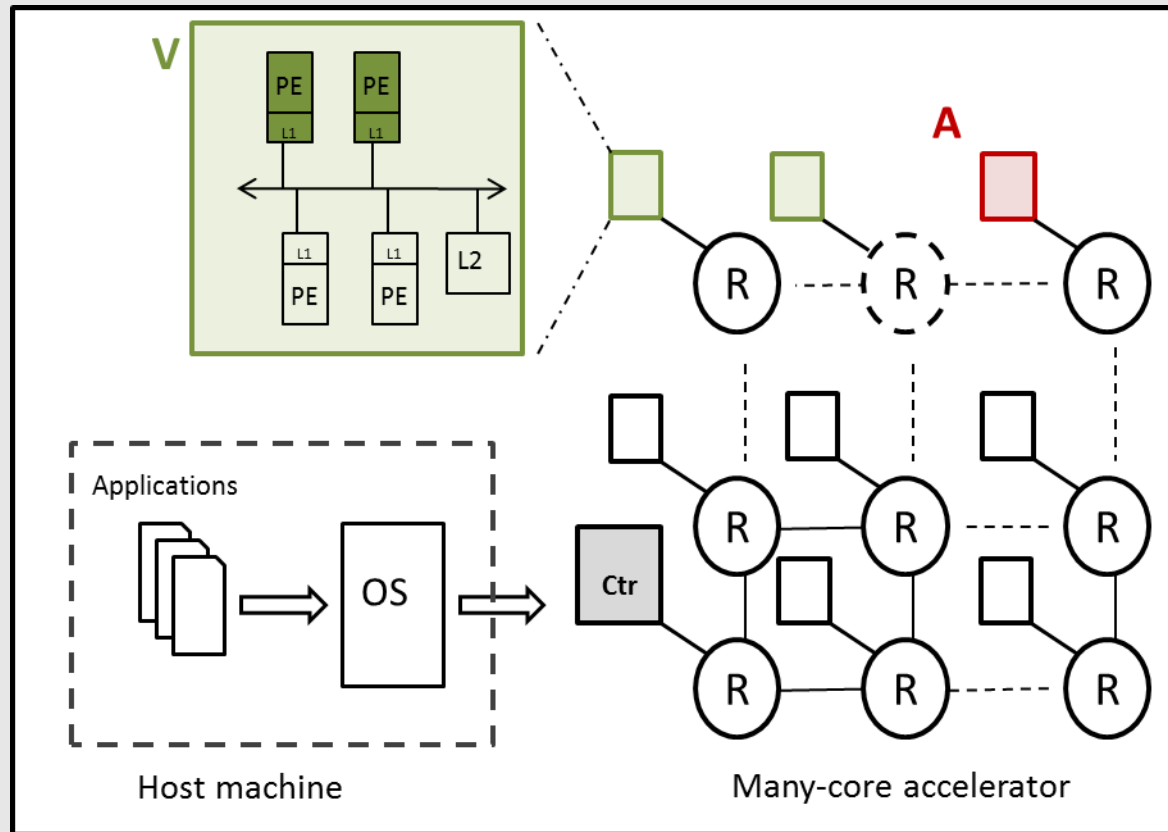 V
PE PE
L1 L1
L1 L1 L2
PE PE
A
R R R
Applications
OS
R R R
Ctr
R R R
Host machine
Many-core accelerator